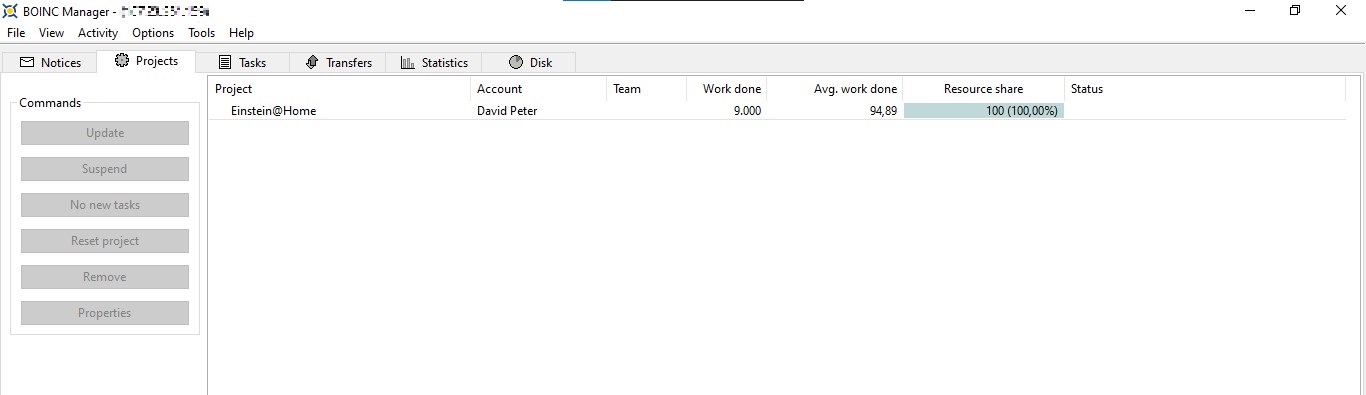 BOINC Manager -
File View Activity Options Tools Help
Notices Projects Tasks Transfers Statistics Disk
Commands
Update
Suspend
No new tasks
Reset project
Remove
Properties
Project Account Team Work done Avg. work done Resource share Status
Einstein@Home David Peter 9.000 94,89 100 (100,00%)